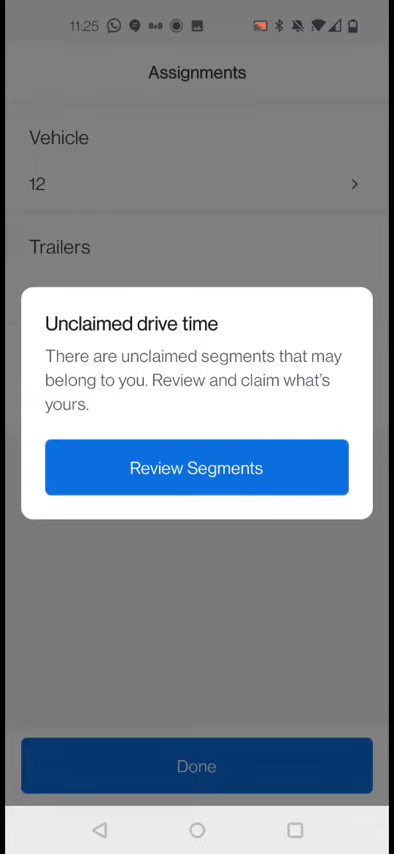 11:25
8x8
Assignments
Vehicle
12
Trailers
Unclaimed drive time
There are unclaimed segments that may
belong to you. Review and claim what's
yours.
Review Segments
Done